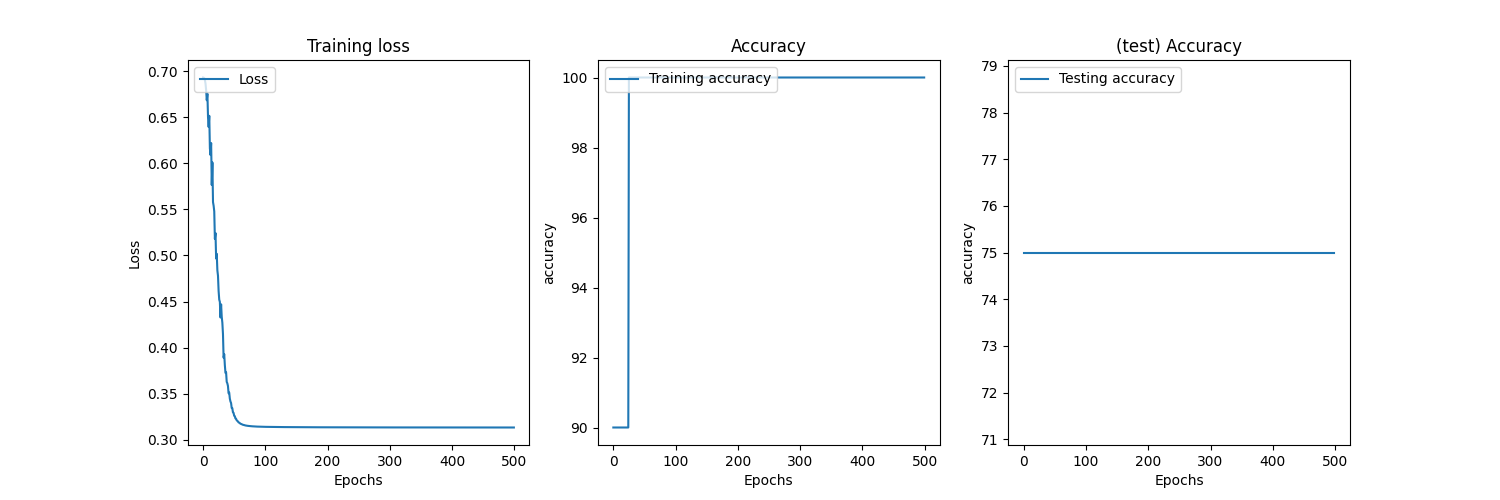 Training loss
Loss
0.70
0.65
0.60
0.55
0.50
0.45
0.40
0.35
0.30
Loss
0 100 200 300 400 500
Epochs
Accuracy
Training accuracy
100
98
96
94
92
90
accuracy
0 100 200 300 400 500
Epochs
(test) Accuracy
Testing accuracy
79
78
77
76
75
74
73
72
71
accuracy
0 100 200 300 400 500
Epochs